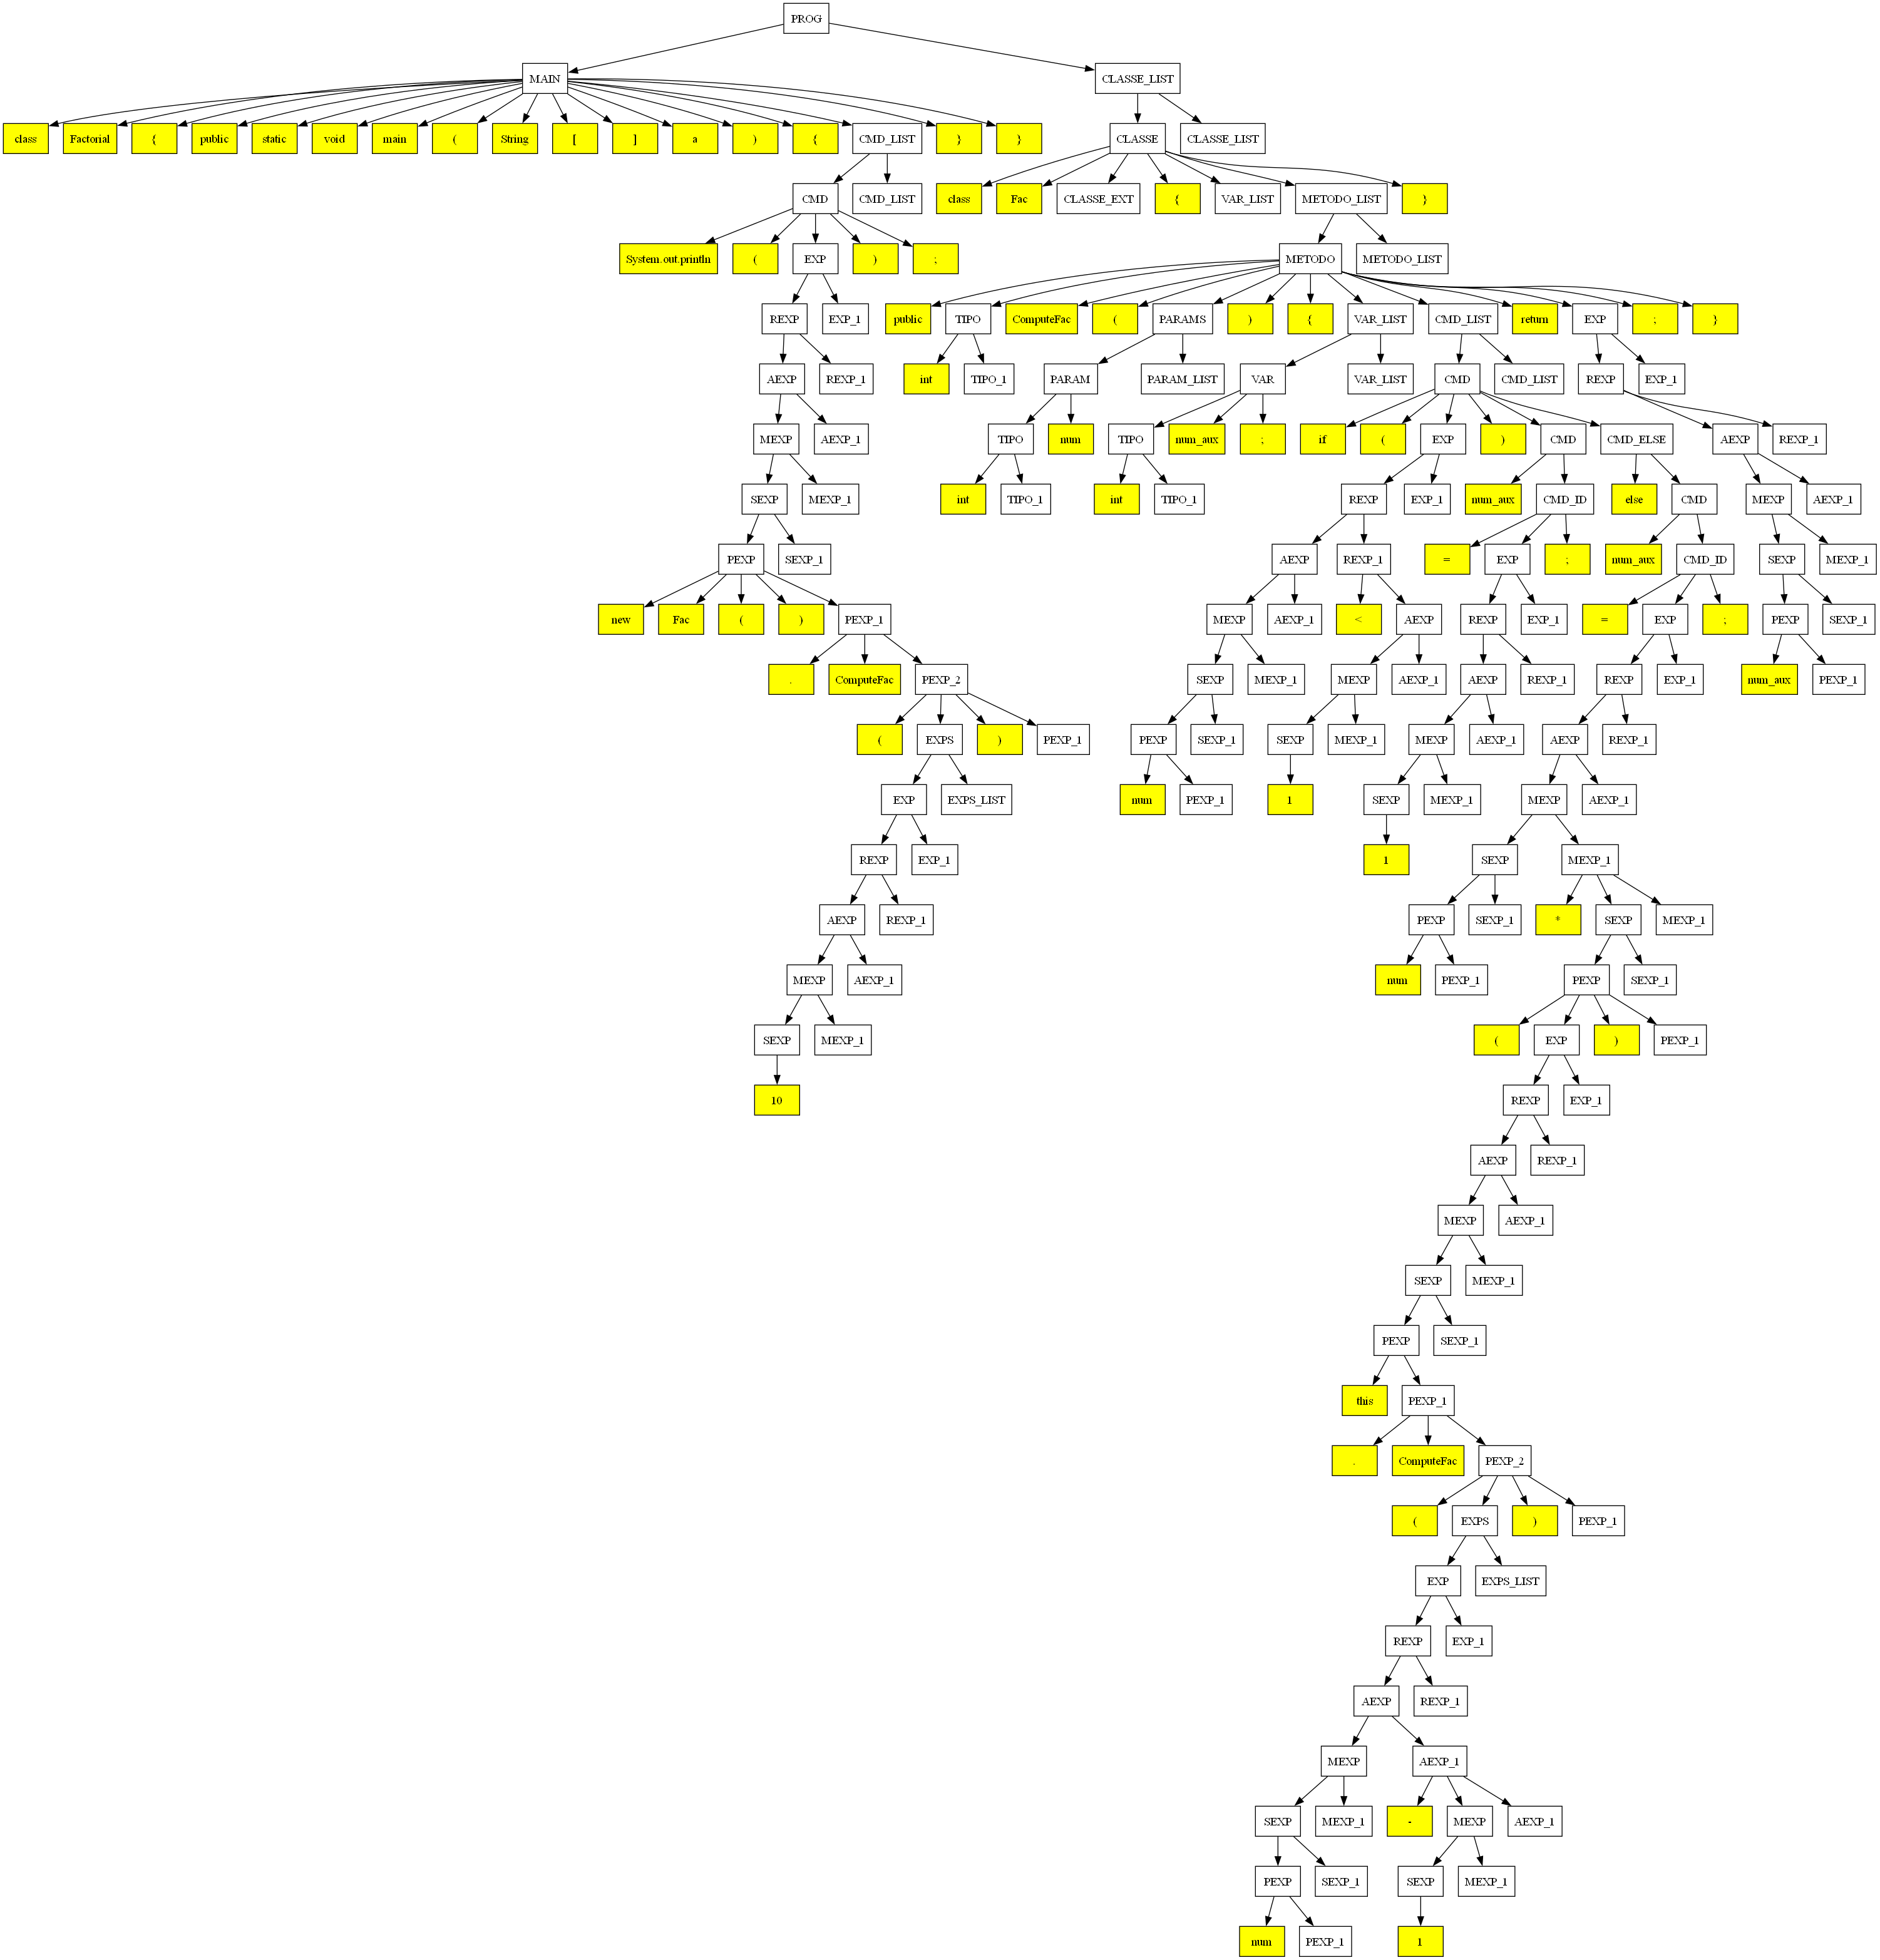 PROG
MAIN CLASSE_LIST
class Factorial { public static void main ( String [ ] a ) { CMD_LIST } } CLASSE CLASSE_LIST
CMD CMD_LIST class Fac CLASSE_EXT { VAR_LIST METODO_LIST }
System.out.println ( EXP ) ; METODO METODO_LIST
REXP EXP_1 public TIPO ComputeFac ( PARAMS ) { VAR_LIST CMD_LIST return EXP ; }
AEXP REXP_1 int TIPO_1 PARAM PARAM_LIST VAR VAR_LIST CMD CMD_LIST REXP EXP_1
MEXP AEXP_1 TIPO num TIPO num_aux ; if ( EXP ) CMD CMD_ELSE AEXP REXP_1
SEXP MEXP_1 int TIPO_1 int TIPO_1 REXP EXP_1 num_aux CMD_ID else CMD MEXP AEXP_1
PEXP SEXP_1 AEXP REXP_1 = EXP ; num_aux CMD_ID SEXP MEXP_1
new Fac ( ) PEXP_1 MEXP AEXP_1 < AEXP REXP EXP_1 = EXP ; PEXP SEXP_1
. ComputeFac PEXP_2 SEXP MEXP_1 MEXP AEXP_1 AEXP REXP_1 REXP EXP_1 num_aux PEXP_1
( EXPS ) PEXP_1 PEXP SEXP_1 SEXP MEXP_1 MEXP AEXP_1 AEXP REXP_1
EXP EXPS_LIST num PEXP_1 1 SEXP MEXP_1 MEXP AEXP_1
REXP EXP_1 1 SEXP MEXP_1
AEXP REXP_1 PEXP SEXP_1 * SEXP MEXP_1
MEXP AEXP_1 num PEXP_1 PEXP SEXP_1
SEXP MEXP_1 ( EXP ) PEXP_1
10 REXP EXP_1
AEXP REXP_1
MEXP AEXP_1
SEXP MEXP_1
PEXP SEXP_1
this PEXP_1
. ComputeFac PEXP_2
( EXPS ) PEXP_1
EXP EXPS_LIST
REXP EXP_1
AEXP REXP_1
MEXP AEXP_1
SEXP MEXP_1 - MEXP AEXP_1
PEXP SEXP_1 SEXP MEXP_1
num PEXP_1 1